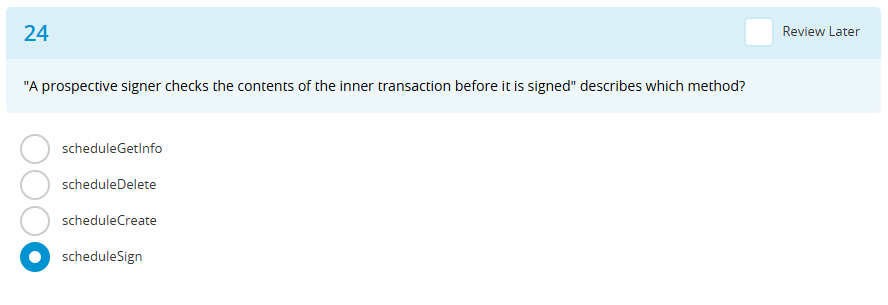 24
Review Later
"A prospective signer checks the contents of the inner transaction before it is signed" describes which method?
scheduleGetInfo
scheduleDelete
scheduleCreate
scheduleSign